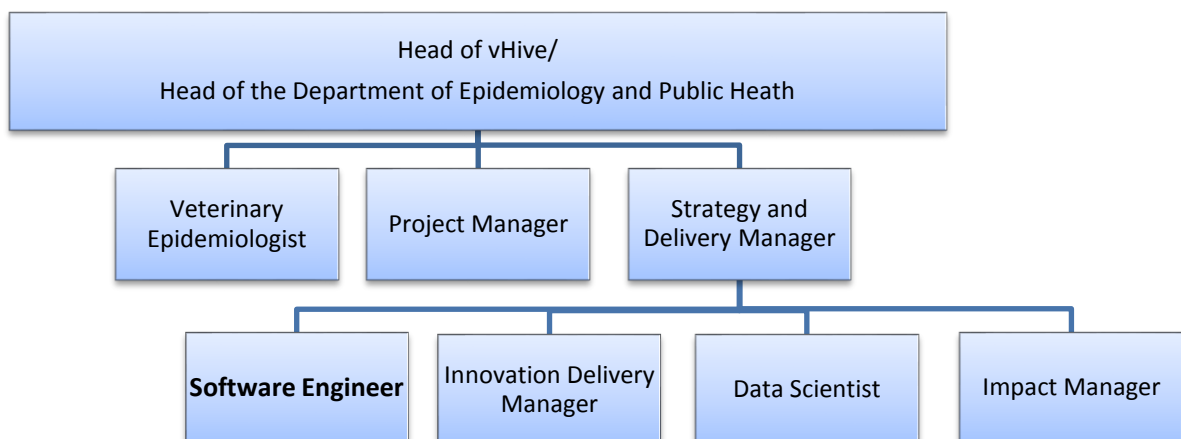 Head of vHive/
Head of the Department of Epidemiology and Public Heath
Veterinary
Epidemiologist
Project Manager
Strategy and
Delivery Manager
Software Engineer
Innovation Delivery
Manager
Data Scientist
Impact Manager